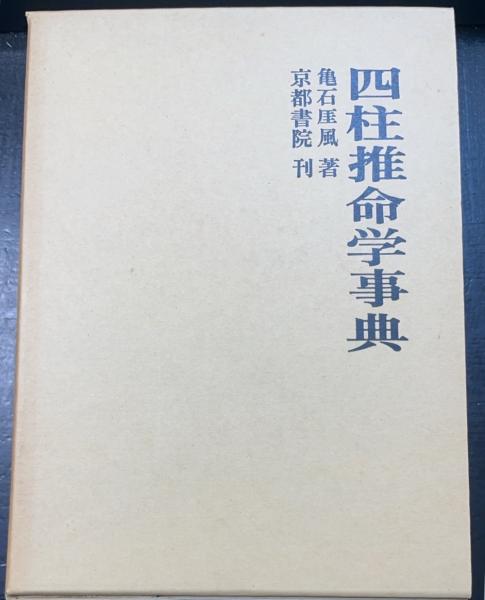 四柱推命学事典
亀石厓風 著
京都書院 刊